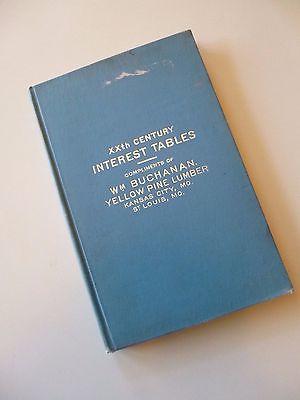 XXth CENTURY
INTEREST TABLES
COMPLIMENTS OF
WM BUCHANAN.
YELLOW PINE LUMBER
KANSAS CITY, MO.
ST LOUIS, MO.